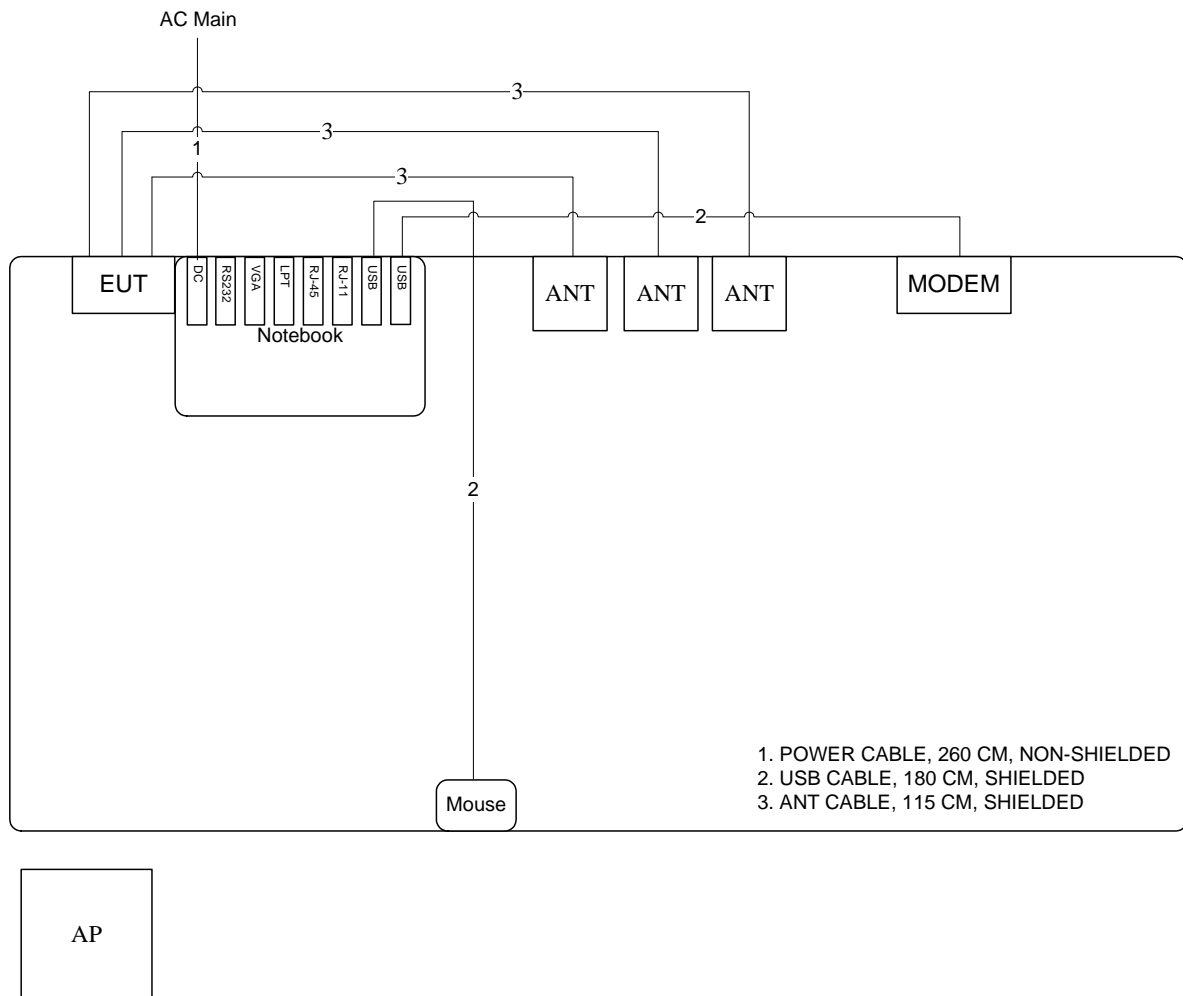 AC Main
3
3
1
3
2
EUT
DC
RS232
VGA
LPT
RJ-45
RJ-11
USB
USB
Notebook
ANT
ANT
ANT
MODEM
2
1. POWER CABLE, 260 CM, NON-SHIELDED
2. USB CABLE, 180 CM, SHIELDED
3. ANT CABLE, 115 CM, SHIELDED
Mouse
AP